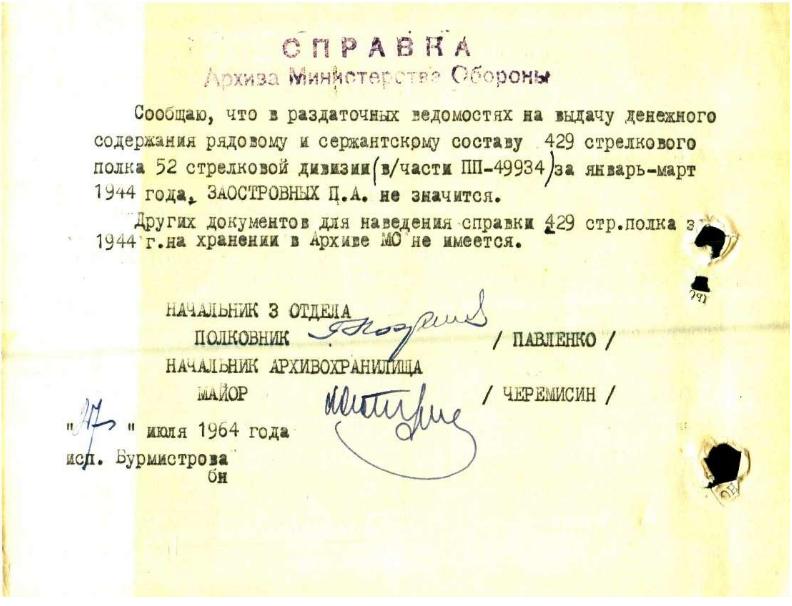 СПРАВКА
Архива Министерства Обороны
Сообщаю, что в раздаточных ведомостях на выдачу денежного
содержания рядовому и сержантскому составу 429 стрелкового
полка 52 стрелковой дивизии(в/части ПП-49934)за январь-март
1944 года, ЗАОСТРОВНЫХ П.А. не значится.
Других документов для наведения справки 429 стр.полка з
1944 г.на хранении в Архиве МО не имеется.
НАЧАЛЬНИК 3 ОТДЕЛА
ПОЛКОВНИК / ПАВЛЕНКО /
НАЧАЛЬНИК АРХИВОХРАНИЛИЩА
МАЙОР / ЧЕРЕМИСИН /
"27" июля 1964 года
исп. Бурмистрова
бн